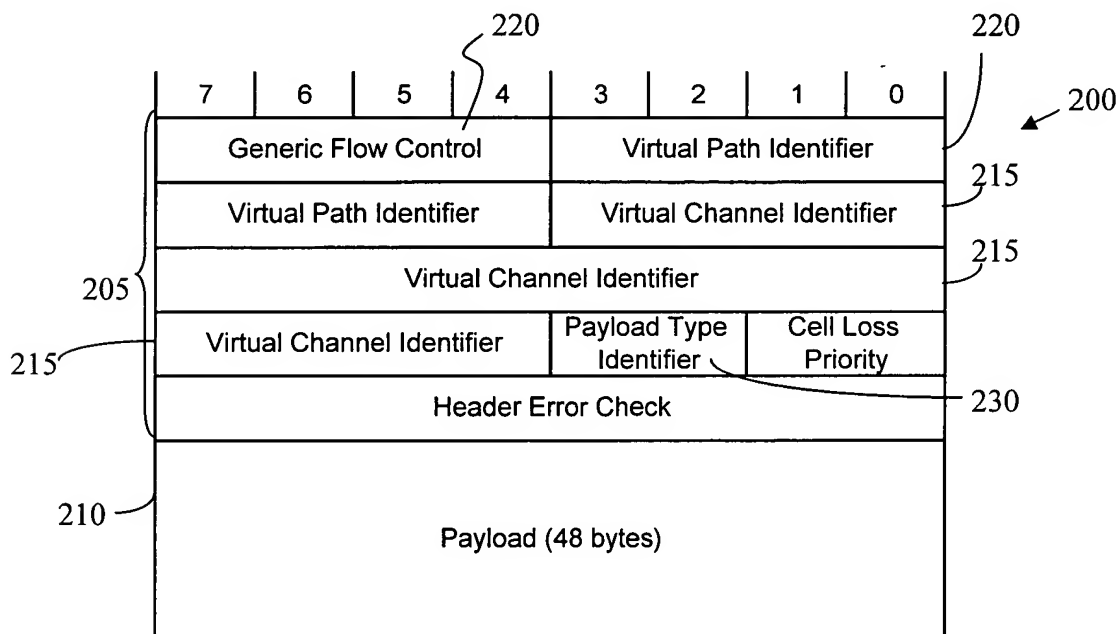 220
220
7 6 5 4 3 2 1 0
200
Generic Flow Control
Virtual Path Identifier
215
Virtual Path Identifier
Virtual Channel Identifier
215
Virtual Channel Identifier
205
215
Virtual Channel Identifier
Payload Type
Identifier
Cell Loss
Priority
230
Header Error Check
210
Payload (48 bytes)